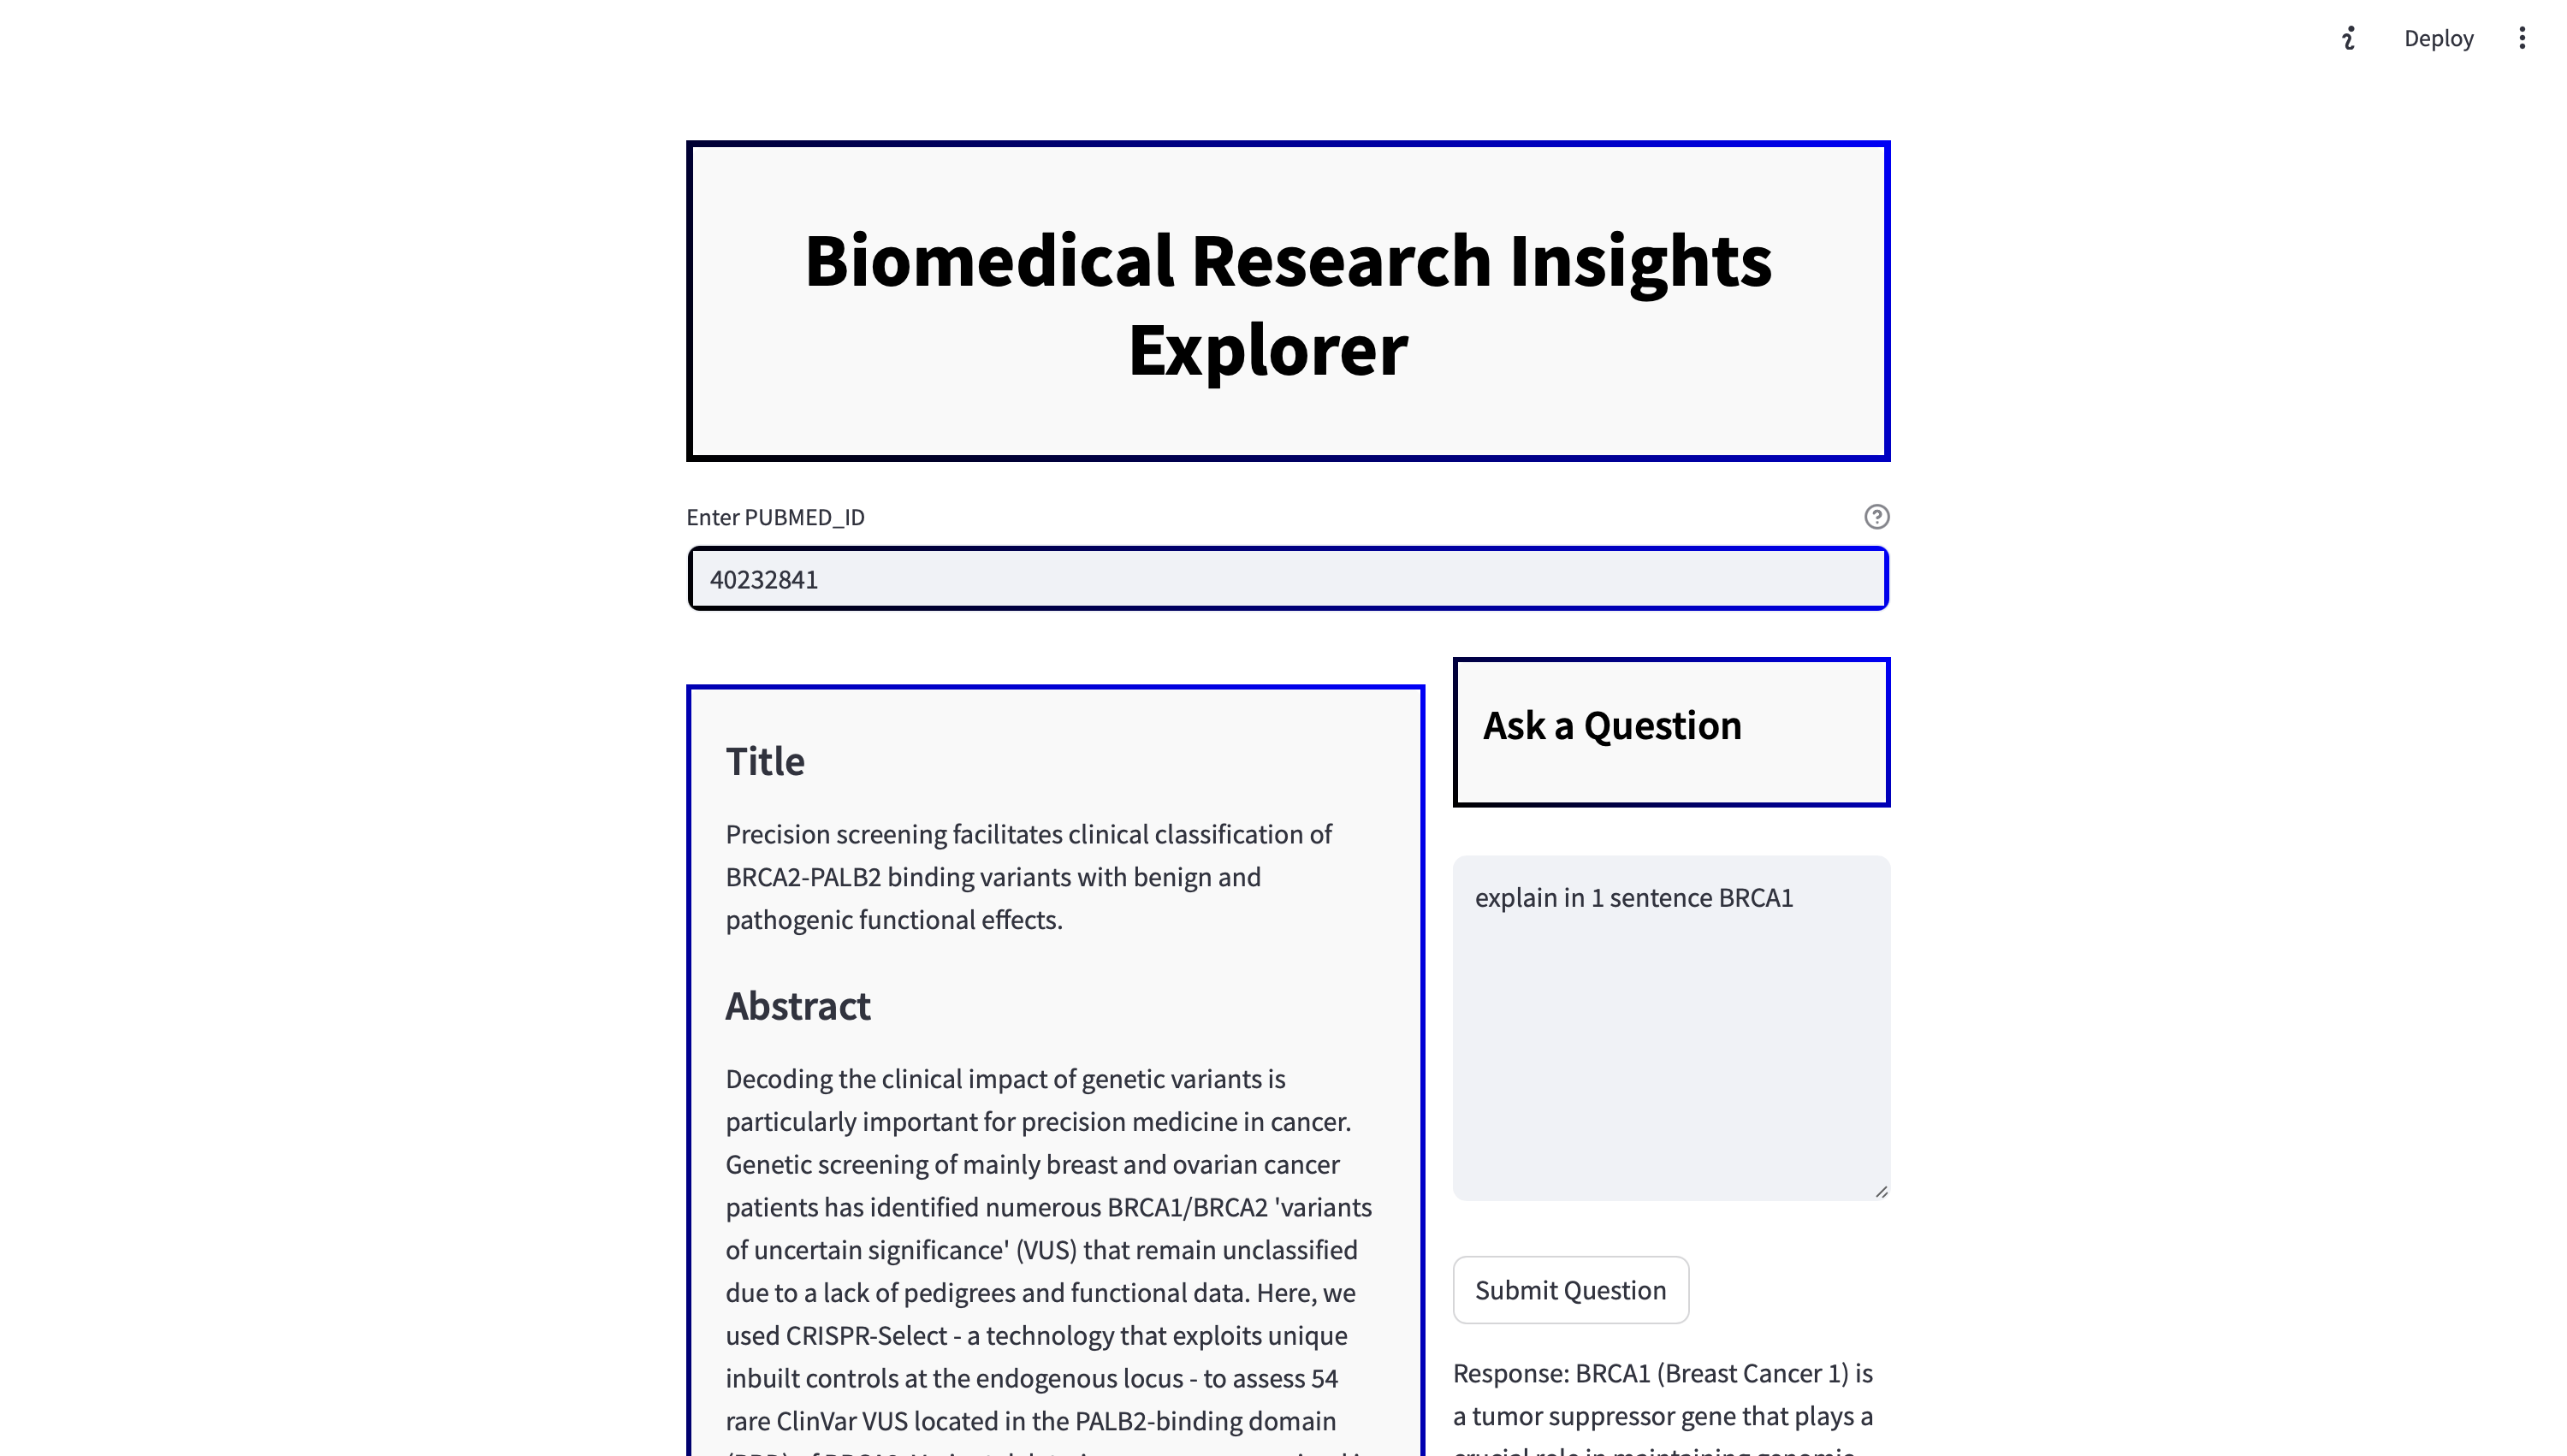 Deploy
Biomedical Research Insights
Explorer
Enter PUBMED_ID
40232841
Title
Precision screening facilitates clinical classification of
BRCA2-PALB2 binding variants with benign and
pathogenic functional effects.
Abstract
Decoding the clinical impact of genetic variants is
particularly important for precision medicine in cancer.
Genetic screening of mainly breast and ovarian cancer
patients has identified numerous BRCA1/BRCA2 'variants
of uncertain significance' (VUS) that remain unclassified
due to a lack of pedigrees and functional data. Here, we
used CRISPR-Select - a technology that exploits unique
inbuilt controls at the endogenous locus - to assess 54
rare ClinVar VUS located in the PALB2-binding domain
Ask a Question
explain in 1 sentence BRCA1
Submit Question
Response: BRCA1 (Breast Cancer 1) is
a tumor suppressor gene that plays a
crucial role in maintaining genomic